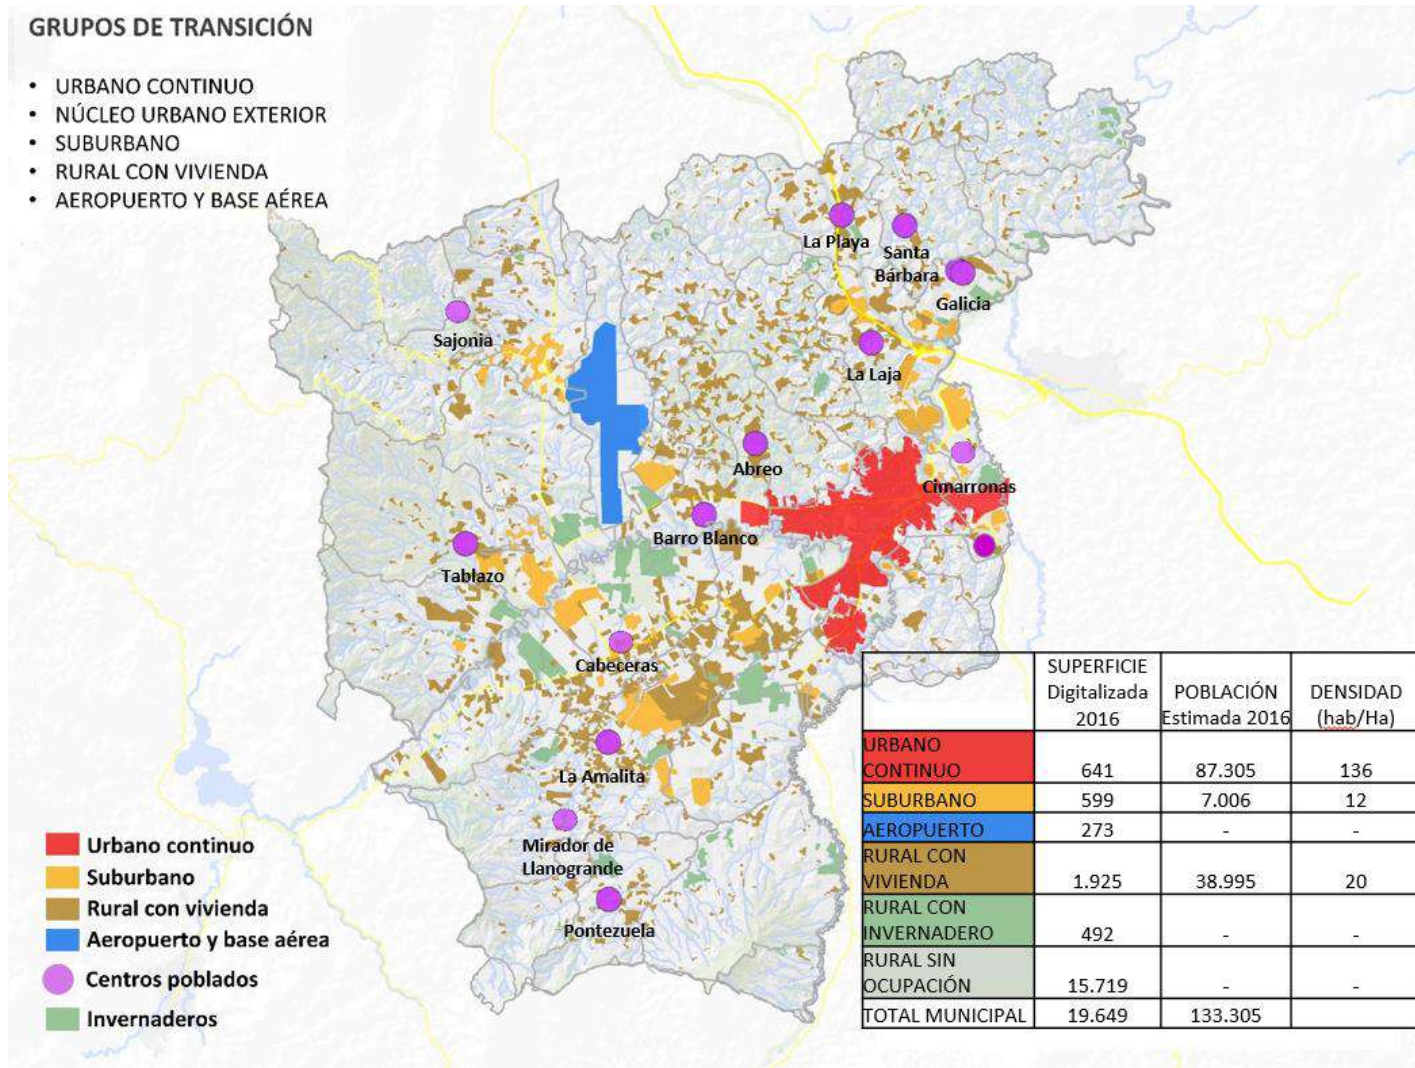 GRUPOS DE TRANSICIÓN
• URBANO CONTINUO
• NÚCLEO URBANO EXTERIOR
• SUBURBANO
• RURAL CON VIVIENDA
• AEROPUERTO Y BASE AÉREA
La Playa
Santa
Bárbara
Galicia
Sajonia
La Laja
Abreo
Cimarronas
Barro Blanco
Tablazo
Cabeceras
La Amalita
Mirador de
Llanogrande
Pontezuela
Urbano continuo
Suburbano
Rural con vivienda
Aeropuerto y base aérea
Centros poblados
Invernaderos
SUPERFICIE
Digitalizada
2016
POBLACIÓN
Estimada 2016
DENSIDAD
(hab/Ha)
URBANO
CONTINUO 641 87.305 136
SUBURBANO 599 7.006 12
AEROPUERTO 273 - -
RURAL CON
VIVIENDA 1.925 38.995 20
RURAL CON
INVERNADERO 492 - -
RURAL SIN
OCUPACIÓN 15.719 - -
TOTAL MUNICIPAL 19.649 133.305